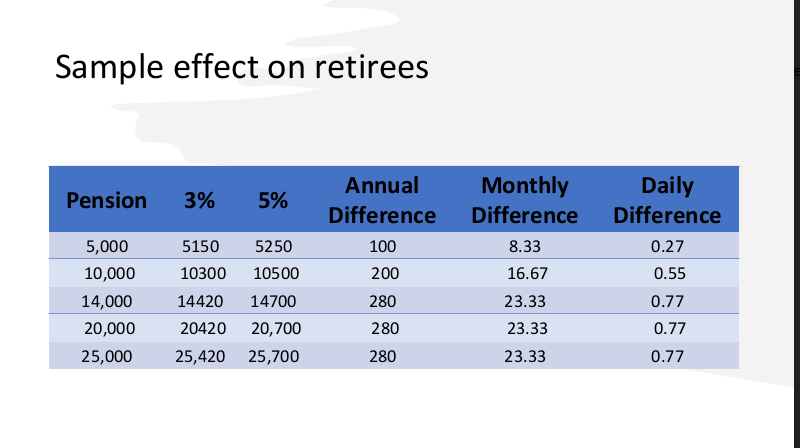 Sample effect on retirees
Pension 3% 5% Annual Difference Monthly Difference Daily Difference
5,000 5150 5250 100 8.33 0.27
10,000 10300 10500 200 16.67 0.55
14,000 14420 14700 280 23.33 0.77
20,000 20420 20,700 280 23.33 0.77
25,000 25,420 25,700 280 23.33 0.77